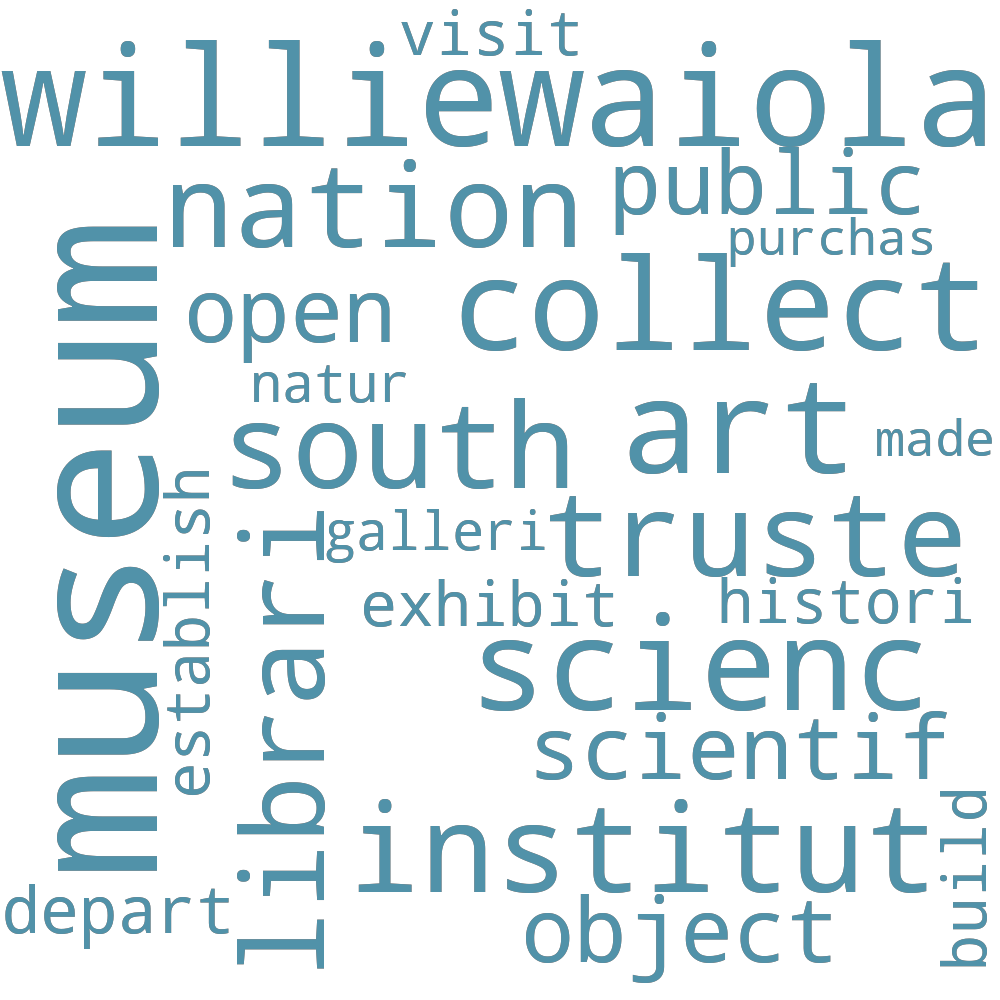 visit
williewaiola
nation
public
purchas
museum
open
collect
natur
south
art
made
establish
librari
galleri
truste
exhibit
histori
scienc
scientif
institut
build
depart
object